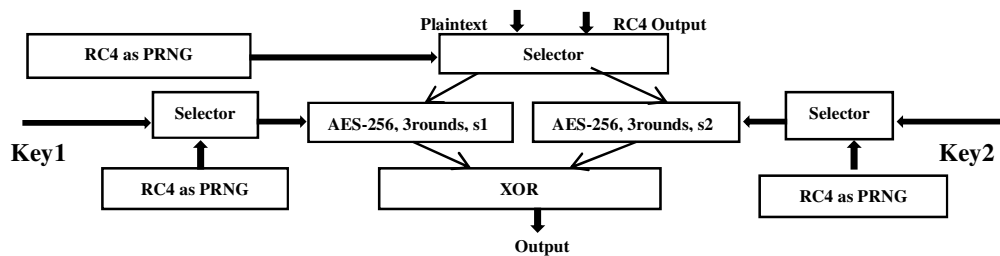 Plaintext
RC4 Output
RC4 as PRNG
Selector
Selector
AES-256, 3rounds, s1
AES-256, 3rounds, s2
Selector
Key1
Key2
RC4 as PRNG
XOR
RC4 as PRNG
Output